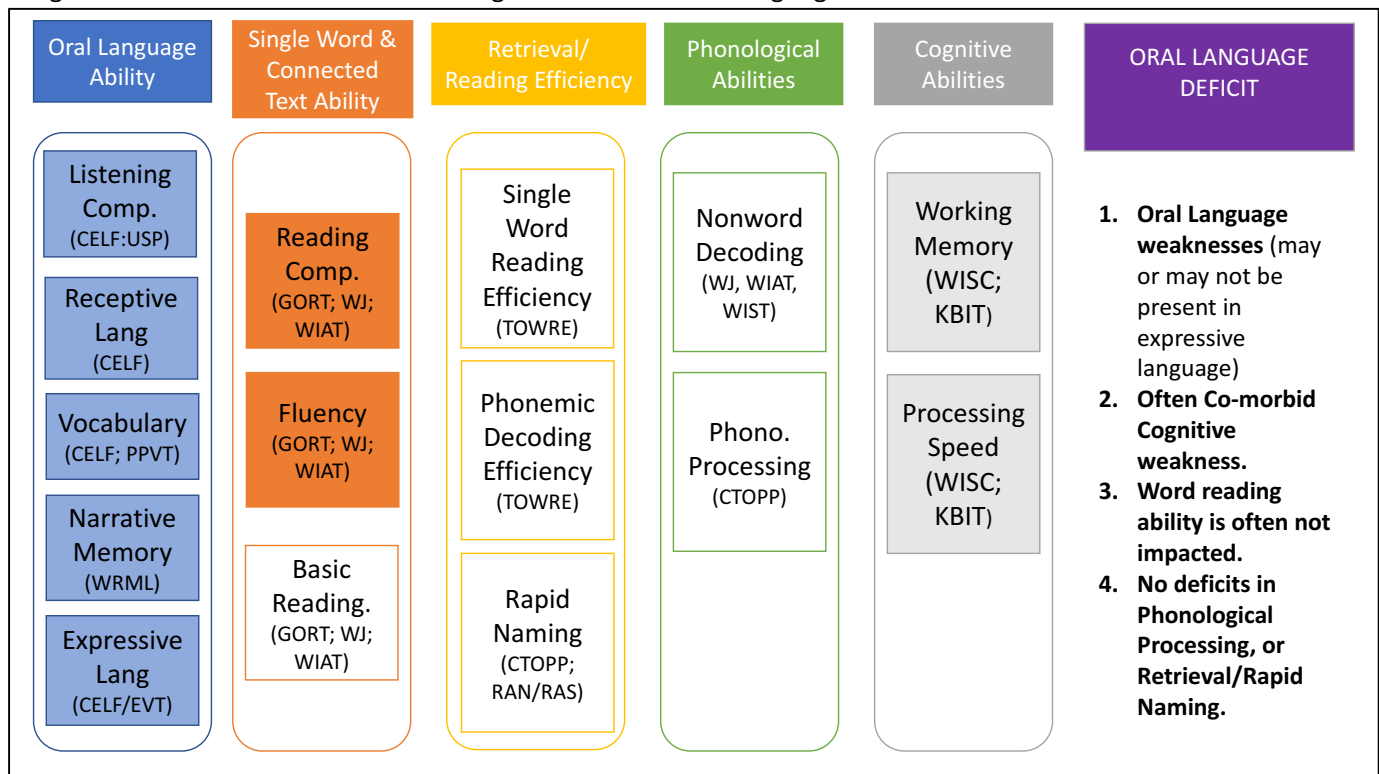 Oral Language
Ability
Listening
Comp.
(CELF:USP)
Receptive
Lang
(CELF)
Vocabulary
(CELF; PPVT)
Narrative
Memory
(WRML)
Expressive
Lang
(CELF/EVT)
Single Word &
Connected
Text Ability
Reading
Comp.
(GORT; WJ;
WIAT)
Fluency
(GORT; WJ;
WIAT)
Basic
Reading.
(GORT; WJ;
WIAT)
Retrieval/
Reading Efficiency
Single
Word
Reading
Efficiency
(TOWRE)
Phonemic
Decoding
Efficiency
(TOWRE)
Rapid
Naming
(CTOPP;
RAN/RAS)
Phonological
Abilities
Nonword
Decoding
(WJ, WIAT,
WIST)
Phono.
Processing
(CTOPP)
Cognitive
Abilities
Working
Memory
(WISC;
KBIT)
Processing
Speed
(WISC;
KBIT)
ORAL LANGUAGE
DEFICIT
1. Oral Language
weaknesses (may
or may not be
present in
expressive
language)
2. Often Co-morbid
Cognitive
weakness.
3. Word reading
ability is often not
impacted.
4. No deficits in
Phonological
Processing, or
Retrieval/Rapid
Naming.